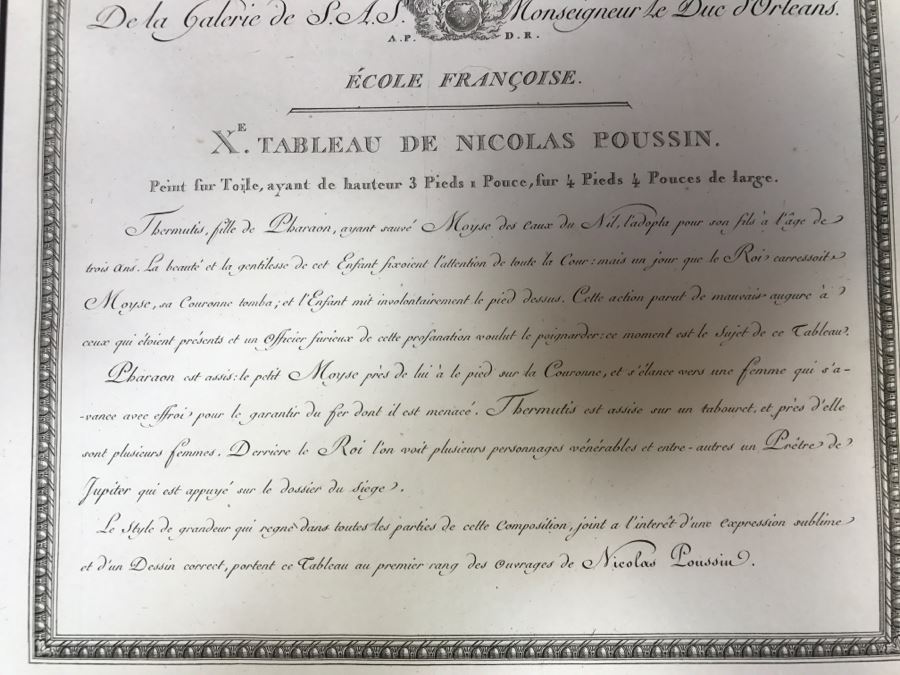 De la Galerie de S.A.S. Monseigneur Le Duc d'Orleans.
A.P. D.R.
ÉCOLE FRANÇOISE.
X.E TABLEAU DE NICOLAS POUSSIN.
Peint sur Toile, ayant de hauteur 3 Pieds 1 Pouce, sur 4 Pieds 4 Pouces de large.
Thermutis, fille de Pharaon, ayant sauvé Moyse des eaux du Nil, l'adopta pour son fils à l'âge de
trois ans. La beauté et la gentilesse de cet Enfant fixoient l'attention de toute la Cour: mais un jour que le Roi carressoit
Moyse, sa Couronne tomba; et l'Enfant mit involontairement le pied dessus. Cette action parut de mauvais augure à
ceux qui étoient présents et un Officier furieux de cette profanation voulut le poignarder: ce moment est le Sujet de ce Tableau.
Pharaon est assis: le petit Moyse près de lui à le pied sur la Couronne, et s'élance vers une femme qui s'a-
-vance avec effroi pour le garantir du fer dont il est menacé. Thermutis est assise sur un tabouret, et près d'elle
sont plusieurs femmes. Derriere le Roi l'on voit plusieurs personnages vénérables et entre-autres un Prêtre de
Jupiter qui est appuyé sur le dossier du siege.
Le Style de grandeur qui regne dans toutes les parties de cette Composition, joint a l'interêt d'une expression sublime
et d'un Dessin correct, portent ce Tableau au premier rang des Ouvrages de Nicolas Poussin.